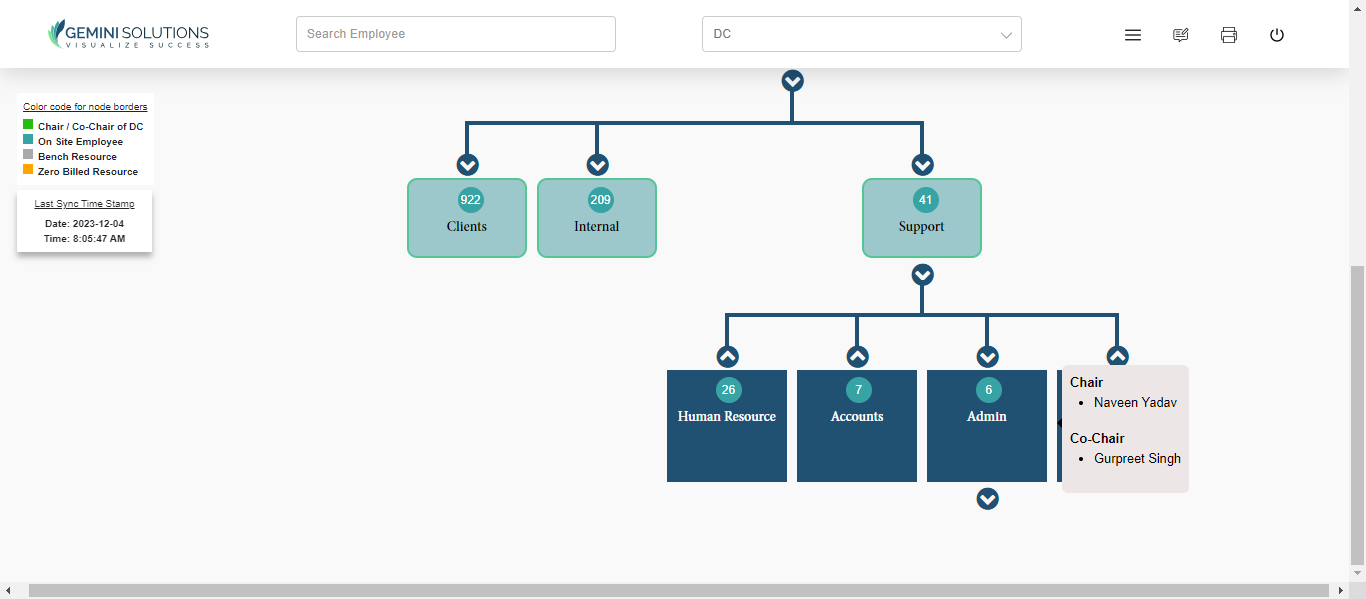 GEMINI SOLUTIONS
VISUALIZE SUCCESS
Search Employee
DC
Color code for node borders
Chair / Co-Chair of DC
On Site Employee
Bench Resource
Zero Billed Resource
Last Sync Time Stamp
Date: 2023-12-04
Time: 8:05:47 AM
922
Clients
209
Internal
41
Support
26
Human Resource
7
Accounts
6
Admin
Chair
• Naveen Yadav
Co-Chair
• Gurpreet Singh